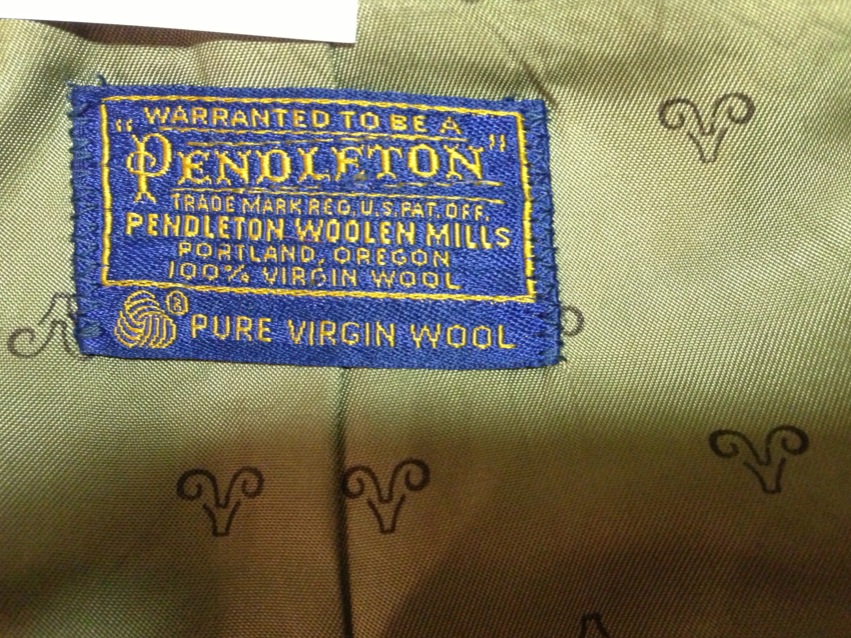 WARRANTED TO BE A
"PENDLETON"
TRADE MARK REG. U.S. PAT. OFF.
PENDLETON WOOLEN MILLS
PORTLAND, OREGON
100% VIRGIN WOOL
® PURE VIRGIN WOOL